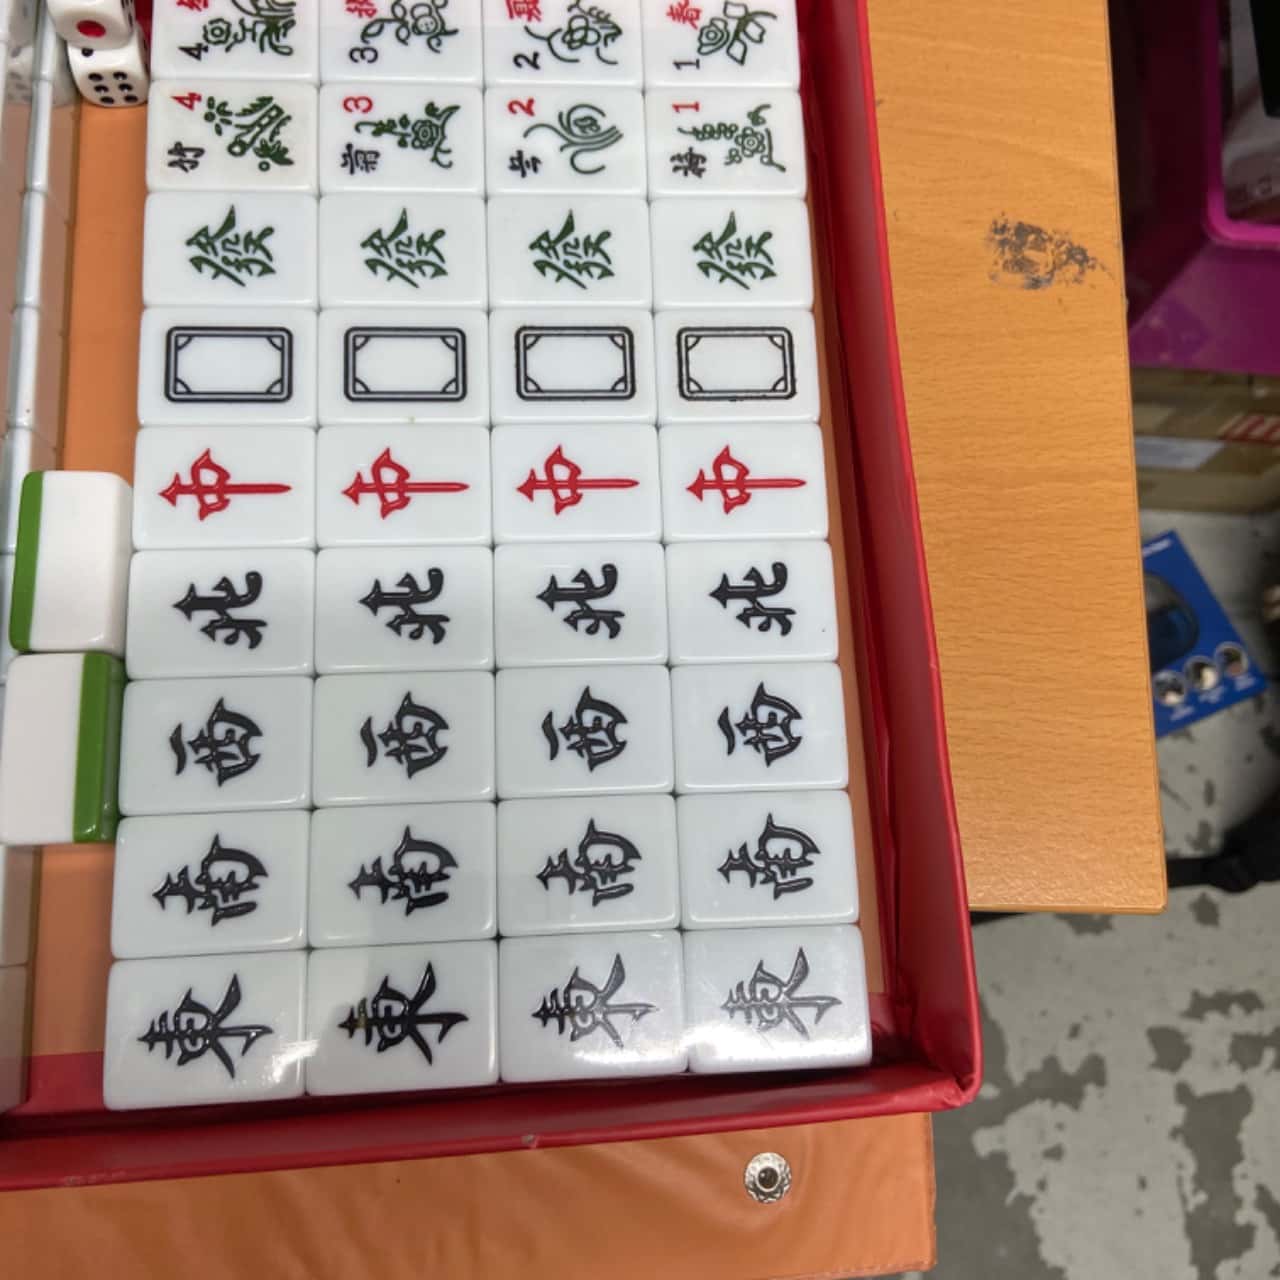 4 3 2 1 春
4 竹 3 菊 2 1 梅
發 發 發 發
中 中 中 中
北 北 北 北
西 西 西 西
南 南 南 南
東 東 東 東